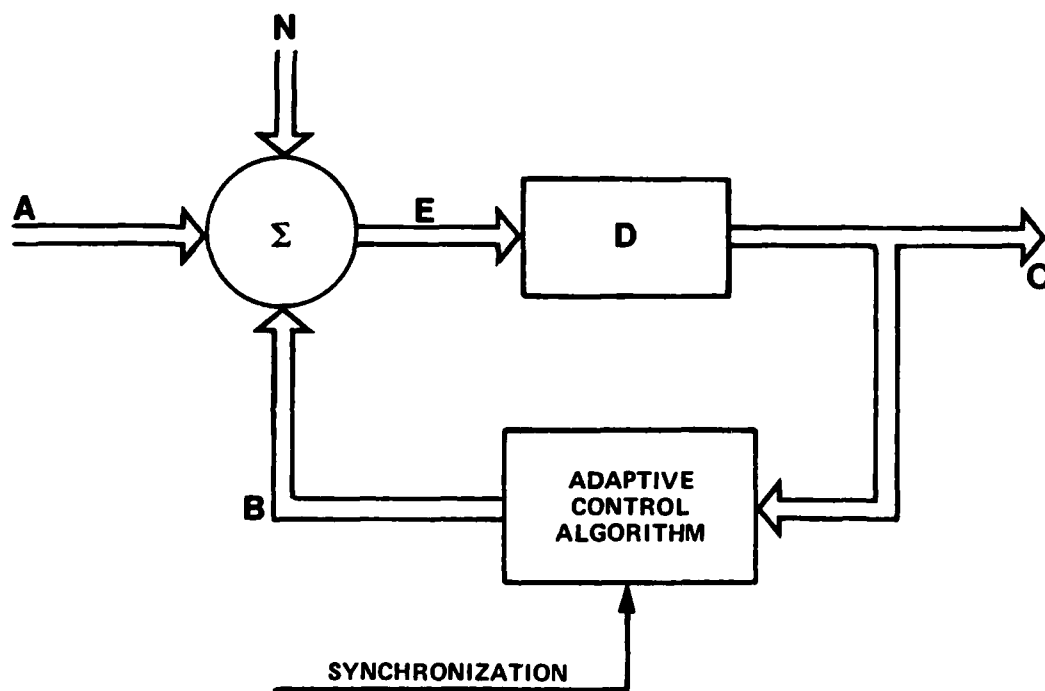 N
A
Σ
E
D
C
B
ADAPTIVE
CONTROL
ALGORITHM
SYNCHRONIZATION